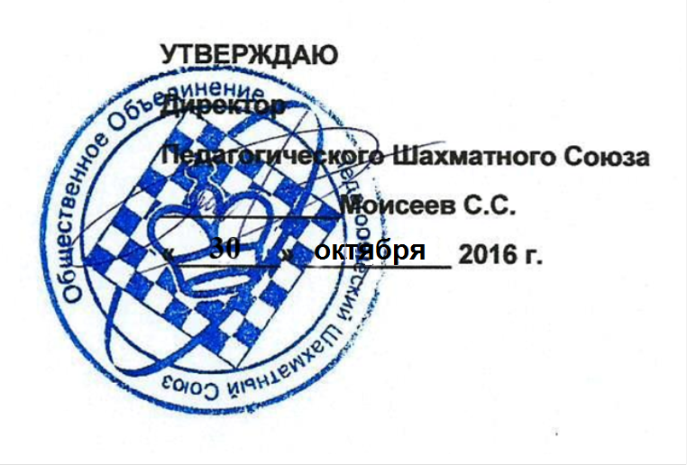 УТВЕРЖДАЮ
Директор
Педагогического Шахматного Союза
Моисеев С.С.
« 30 » октября 2016 г.
Общественное Объединение
Педагогический Шахматный Союз